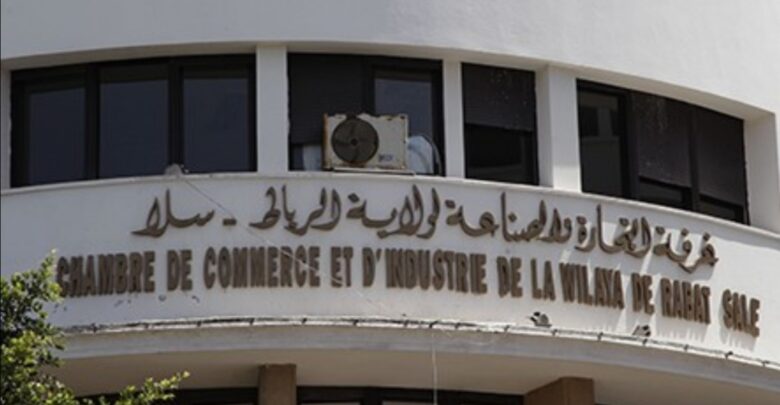 غرفة التجارة والصناعة لولاية الرباط - سلا
CHAMBRE DE COMMERCE ET D'INDUSTRIE DE LA WILAYA DE RABAT SALE